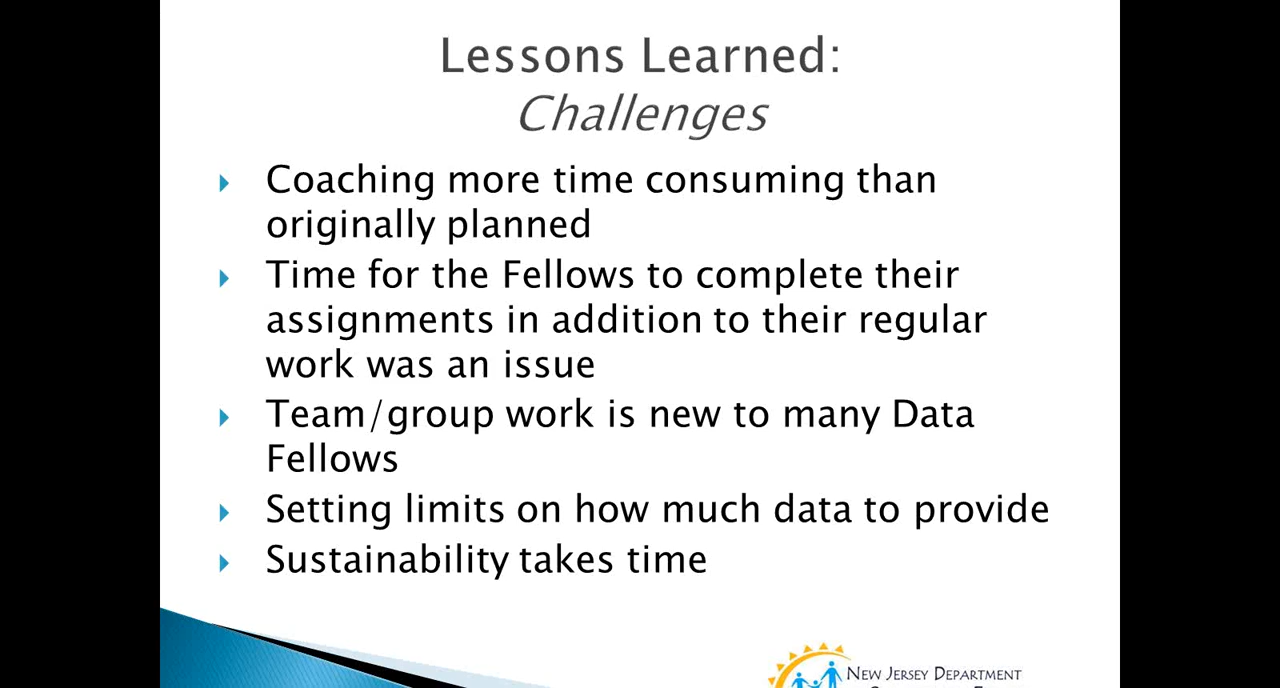 Lessons Learned:
Challenges
Coaching more time consuming than
originally planned
Time for the Fellows to complete their
assignments in addition to their regular
work was an issue
Team/group work is new to many Data
Fellows
Setting limits on how much data to provide
Sustainability takes time
New Jersey Department